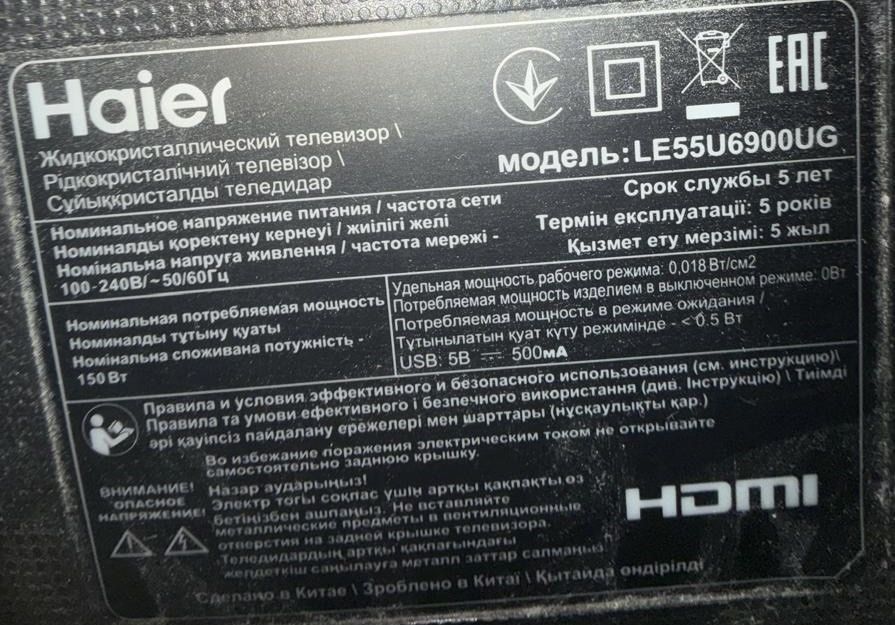 Haier
EAC
Жидкокристаллический телевизор \
Рідкокристалічний телевізор \
Сұйыққристалды теледидар
модель: LE55U6900UG
Номинальное напряжение питания / частота сети
Номиналды қоректену кернеуі / жиілігі желі
Номінальна напруга живлення / частота мережі -
100-240В/~50/60Гц
Срок службы 5 лет
Термін експлуатації: 5 років
Қызмет ету мерзімі: 5 жыл
Номинальная потребляемая мощность
Номиналды тұтыну қуаты
Номінальна споживана потужність -
150 Вт
Удельная мощность рабочего режима: 0,018 Вт/см2
Потребляемая мощность изделием в выключенном режиме: 0Вт
Потребляемая мощность в режиме ожидания /
Тұтынылатын қуат күту режимінде - < 0.5 Вт
USB: 5В ⎓ 500мА
Правила и условия эффективного и безопасного использования (см. инструкцию)\
Правила та умови ефективного і безпечного використання (див. Інструкцію) \ Тиімді
әрі қауіпсіз пайдалану ережелері мен шарттары (нұсқаулықты қар.)
ВНИМАНИЕ!
ОПАСНОЕ
НАПРЯЖЕНИЕ!
Во избежание поражения электрическим током не открывайте
самостоятельно заднюю крышку.
Назар аударыңыз!
Электр тогы соқпас үшін артқы қақпақты өз
бетіңізбен ашпаңыз. Не вставляйте
металлические предметы в вентиляционные
отверстия на задней крышке телевизора.
Теледидардың артқы қақпағындағы
желдеткіш саңылауға металл заттар салмаңыз!
HDMI
Сделано в Китае \ Зроблено в Китаї \ Қытайда өндірілді